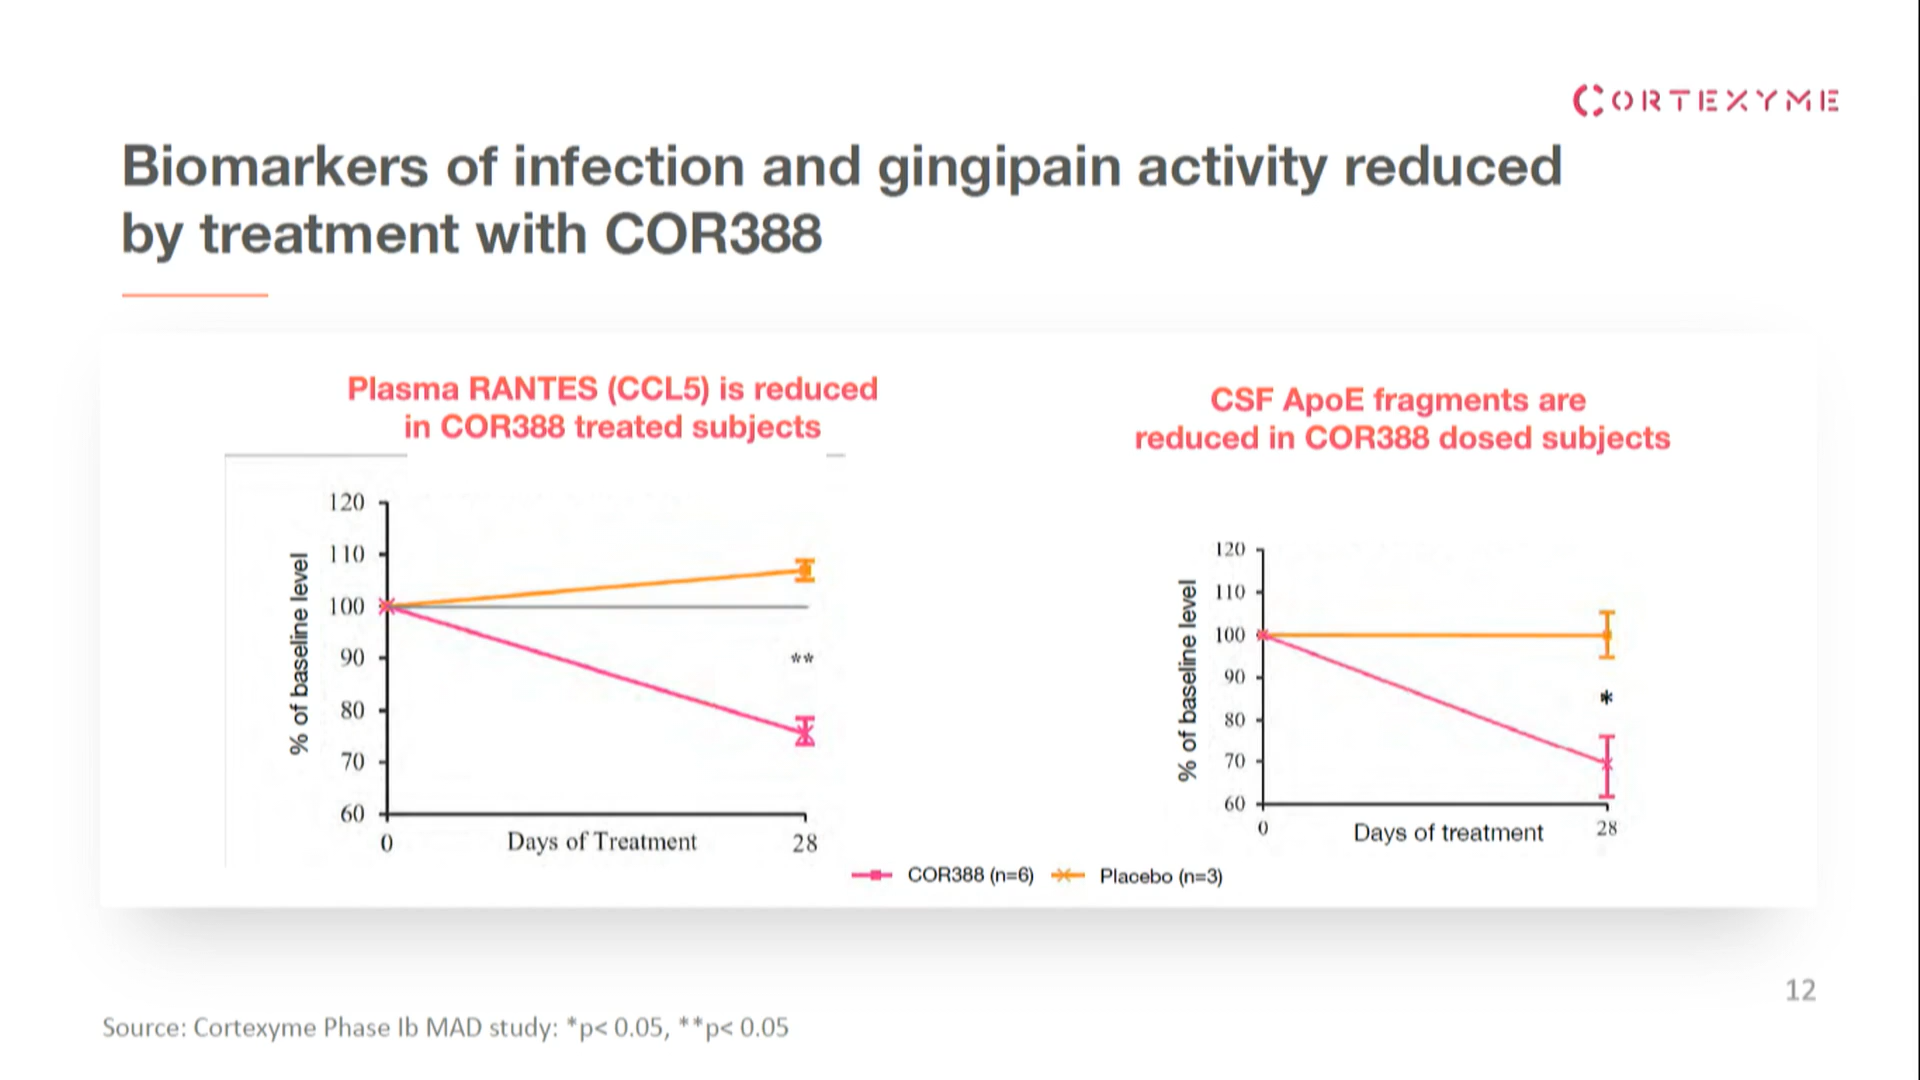 CORTEXYME
Biomarkers of infection and gingipain activity reduced
by treatment with COR388
Plasma RANTES (CCL5) is reduced
in COR388 treated subjects
120
110
100
90
80
70
60
% of baseline level
**
0
Days of Treatment
28
CSF ApoE fragments are
reduced in COR388 dosed subjects
120
110
100
90
80
70
60
% of baseline level
*
0
Days of treatment
28
COR388 (n=6)
Placebo (n=3)
12
Source: Cortexyme Phase Ib MAD study: *p< 0.05, **p< 0.05